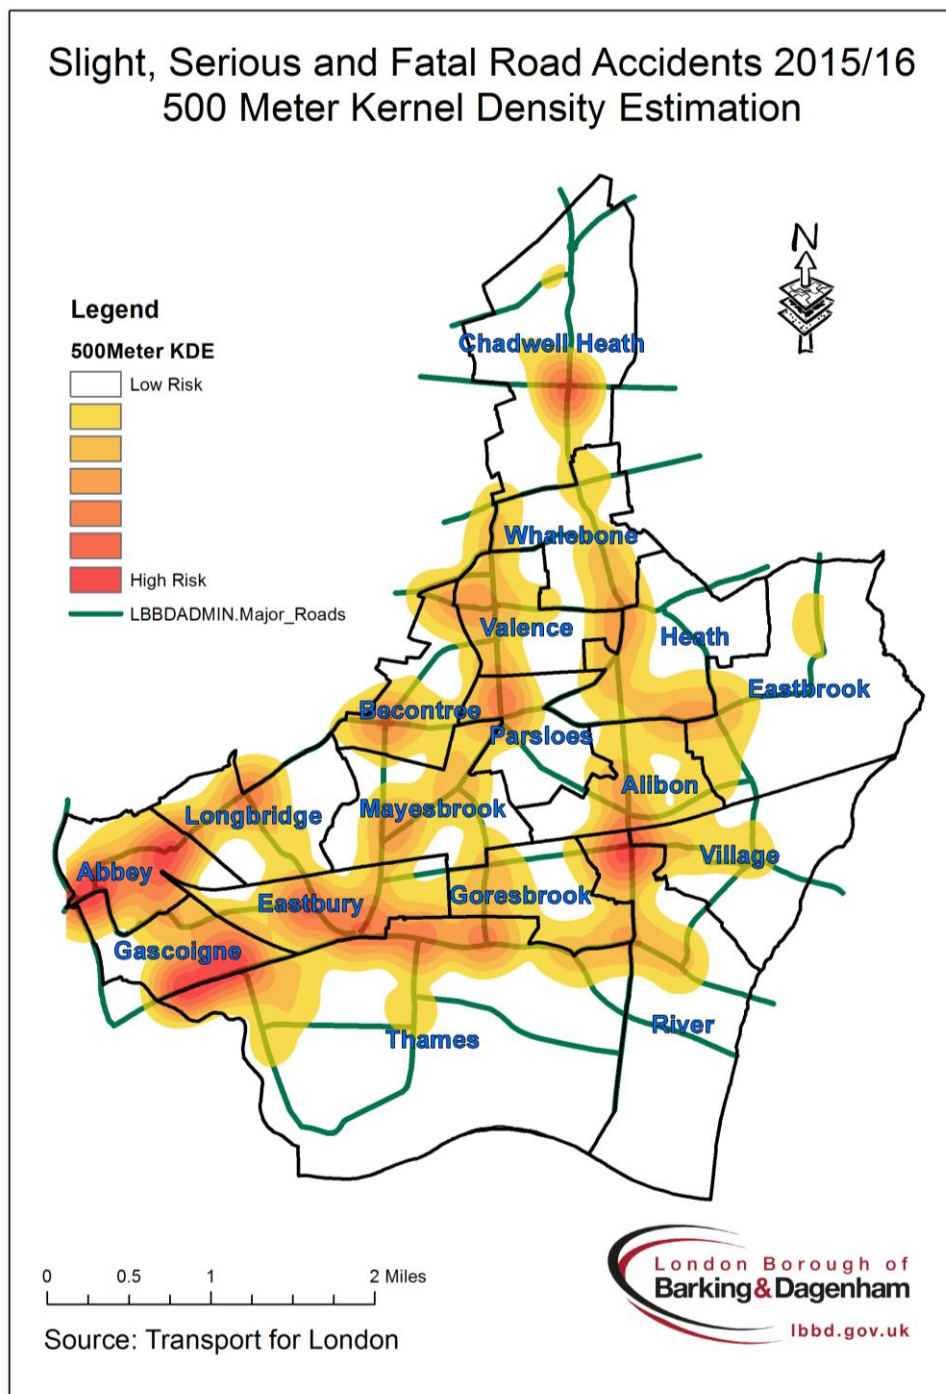 Slight, Serious and Fatal Road Accidents 2015/16
500 Meter Kernel Density Estimation
N
Legend
500Meter KDE
Low Risk
High Risk
LBBDADMIN.Major_Roads
Chadwell Heath
Whalebone
Valence
Heath
Eastbrook
Becontree
Parsloes
Alibon
Mayesbrook
Longbridge
Village
Abbey
Goresbrook
Eastbury
Gascoigne
River
Thames
0 0.5 1 2 Miles
Source: Transport for London
London Borough of
Barking&Dagenham
lbbd.gov.uk